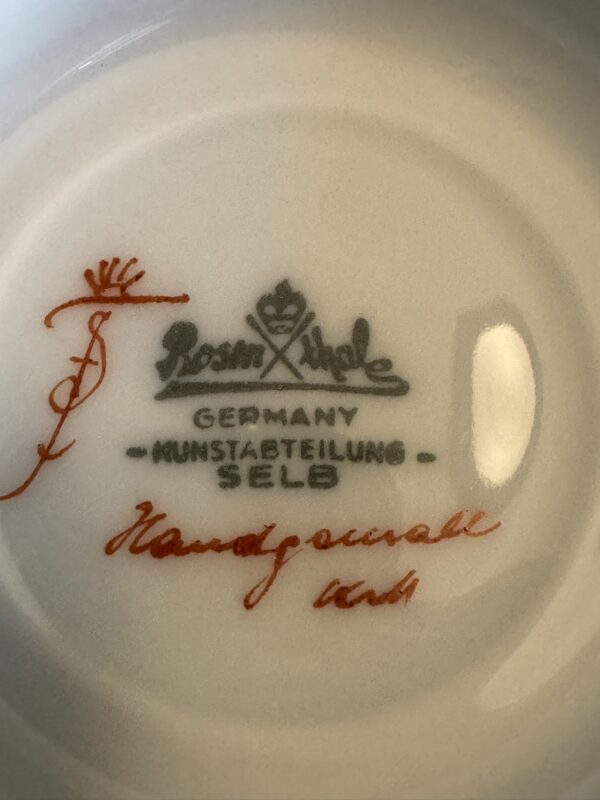 Rosenthal
GERMANY
- KUNSTABTEILUNG -
SELB
Handgemalt